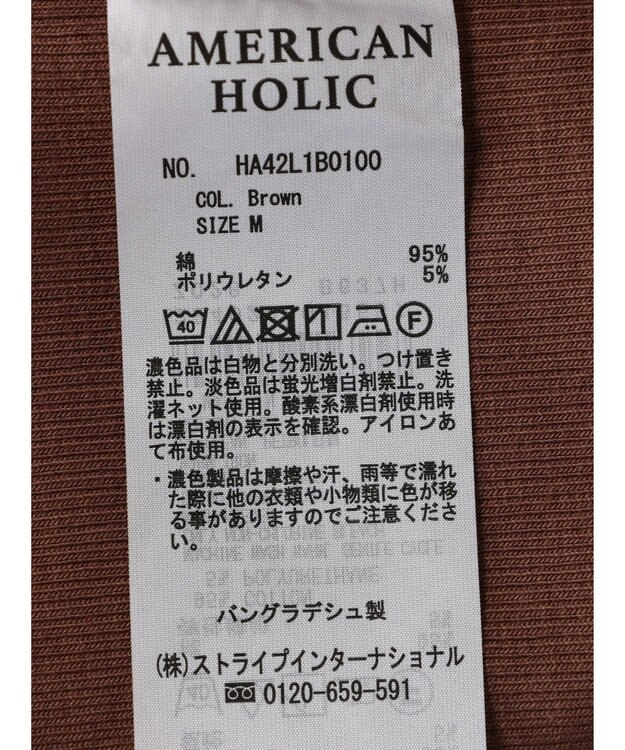 AMERICAN
HOLIC
NO. HA42L1B0100
COL. Brown
SIZE M
綿 95%
ポリウレタン 5%
40 F
濃色品は白物と分別洗い。つけ置き
禁止。淡色品は蛍光増白剤禁止。洗
濯ネット使用。酸素系漂白剤使用時
は漂白剤の表示を確認。アイロンあ
て布使用。
・濃色製品は摩擦や汗、雨等で濡れ
た際に他の衣類や小物類に色が移
る事がありますのでご注意くださ
い。
バングラデシュ製
(株)ストライプインターナショナル
0120-659-591